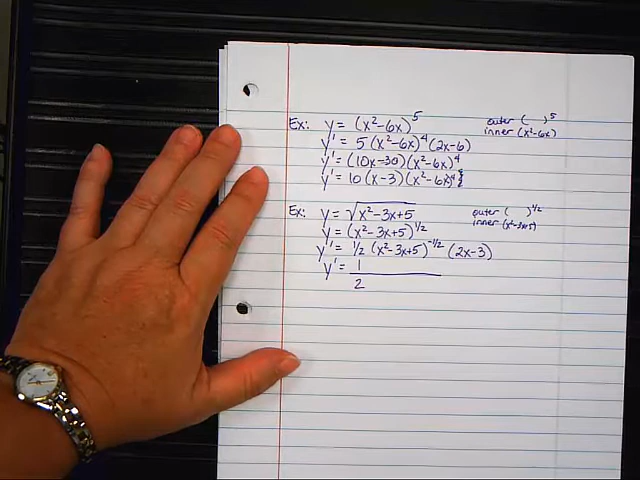 Ex: y = (x²-6x)⁵ outer ( )⁵
inner (x²-6x)
y' = 5(x²-6x)⁴(2x-6)
y' = (10x-30)(x²-6x)⁴
y' = 10(x-3)(x²-6x)⁴
Ex: y = √x²-3x+5 outer ( )^1/2
inner (x²-3x+5)
y = (x²-3x+5)^1/2
y' = 1/2 (x²-3x+5)^-1/2 (2x-3)
y' = 1
2